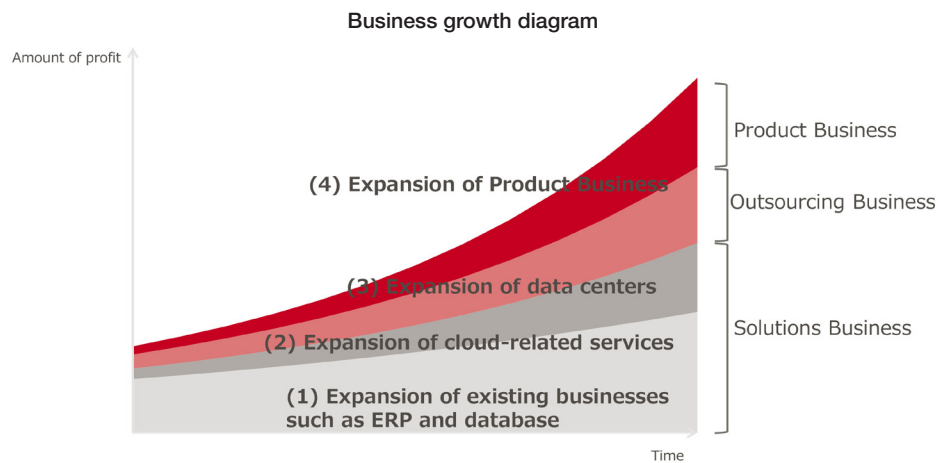 Business growth diagram
Amount of profit
Product Business
(4) Expansion of Product Business
Outsourcing Business
(3) Expansion of data centers
Solutions Business
(2) Expansion of cloud-related services
(1) Expansion of existing businesses
such as ERP and database
Time